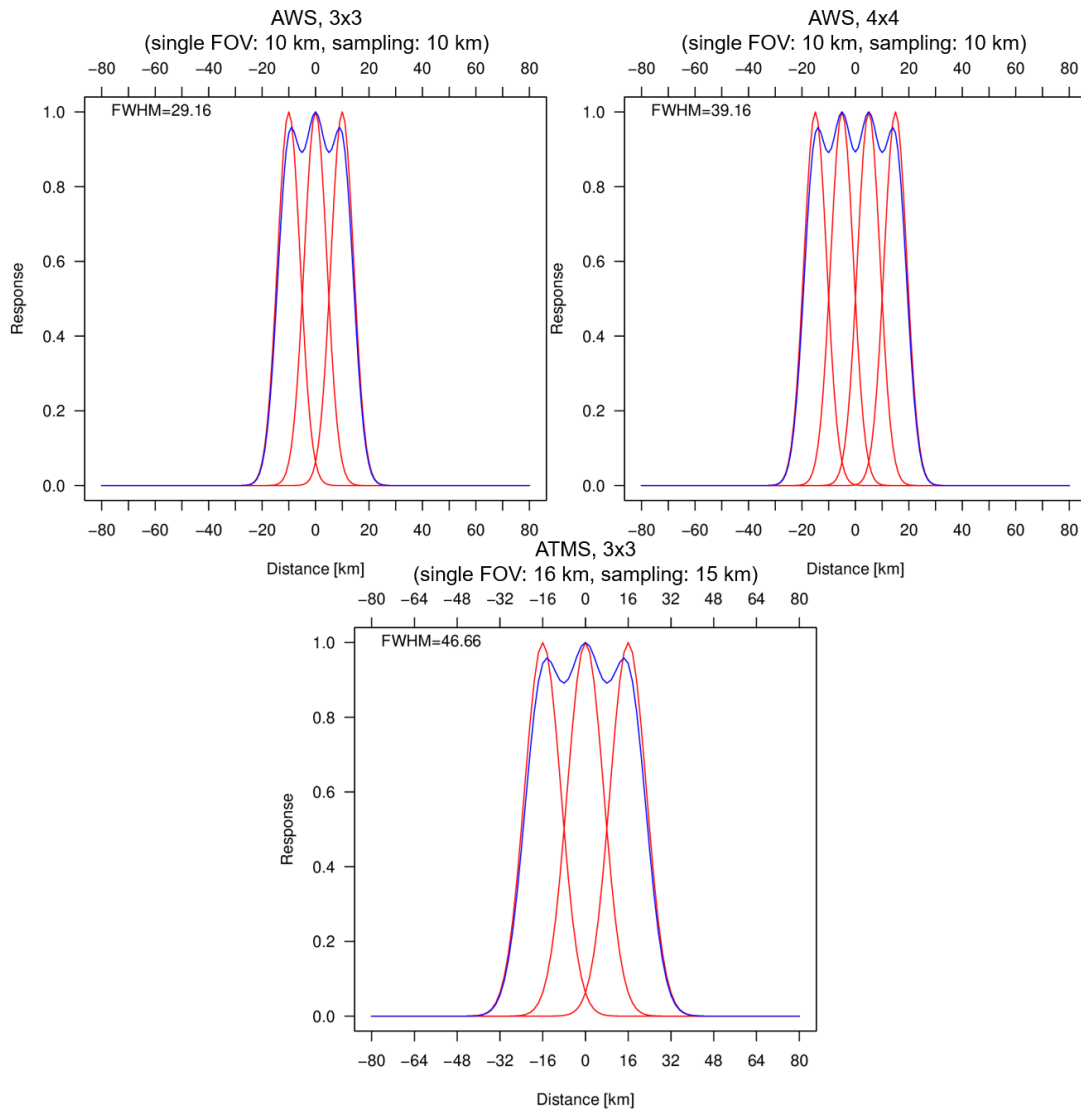 AWS, 3x3
(single FOV: 10 km, sampling: 10 km)
−80 −60 −40 −20 0 20 40 60 80
FWHM=29.16
1.0
0.8
0.6
0.4
0.2
0.0
Response
−80 −60 −40 −20 0 20 40 60 80
Distance [km]
AWS, 4x4
(single FOV: 10 km, sampling: 10 km)
−80 −60 −40 −20 0 20 40 60 80
FWHM=39.16
1.0
0.8
0.6
0.4
0.2
0.0
Response
−80 −60 −40 −20 0 20 40 60 80
Distance [km]
ATMS, 3x3
(single FOV: 16 km, sampling: 15 km)
−80 −64 −48 −32 −16 0 16 32 48 64 80
FWHM=46.66
1.0
0.8
0.6
0.4
0.2
0.0
Response
−80 −64 −48 −32 −16 0 16 32 48 64 80
Distance [km]